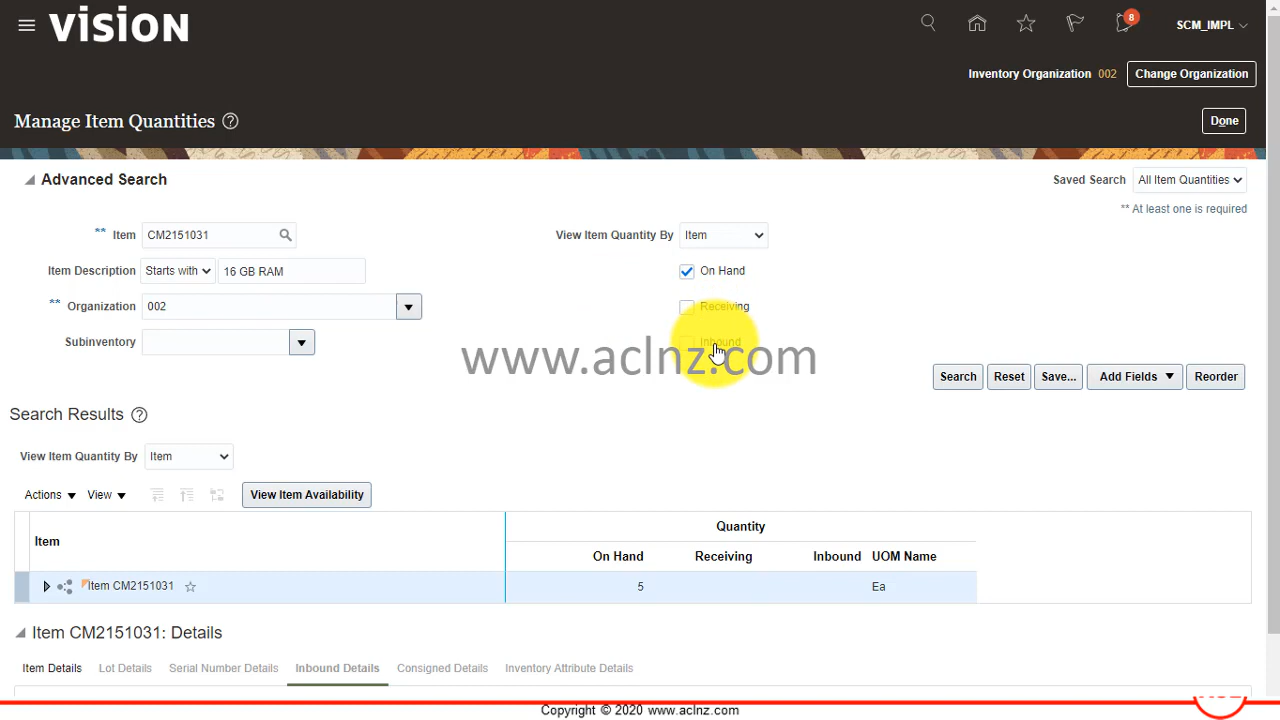 VISION
8
SCM_IMPL
Inventory Organization 002 Change Organization
Manage Item Quantities
Done
Advanced Search
Saved Search All Item Quantities
** At least one is required
** Item CM2151031
View Item Quantity By Item
Item Description Starts with 16 GB RAM
On Hand
** Organization 002
Receiving
Subinventory
Inbound
www.aclnz.com
Search Reset Save... Add Fields Reorder
Search Results
View Item Quantity By Item
Actions View View Item Availability
Quantity
Item
On Hand Receiving Inbound UOM Name
Item CM2151031 5 Ea
Item CM2151031: Details
Item Details Lot Details Serial Number Details Inbound Details Consigned Details Inventory Attribute Details
Copyright © 2020 www.aclnz.com